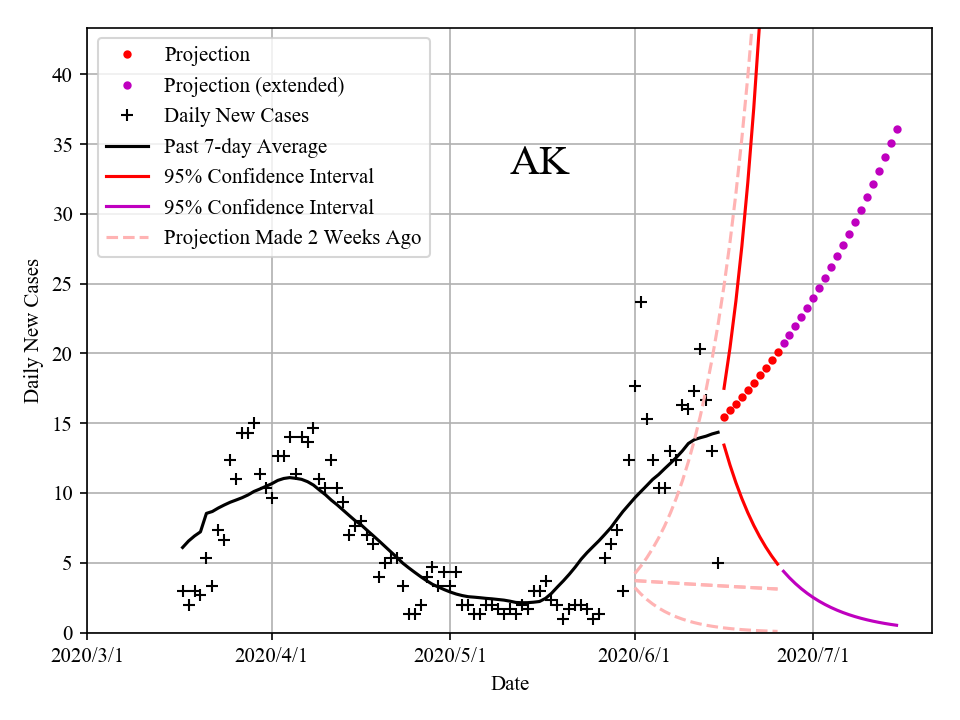 Projection
Projection (extended)
Daily New Cases
Past 7-day Average
95% Confidence Interval
95% Confidence Interval
Projection Made 2 Weeks Ago
AK
Daily New Cases
40
35
30
25
20
15
10
5
0
2020/3/1 2020/4/1 2020/5/1 2020/6/1 2020/7/1
Date